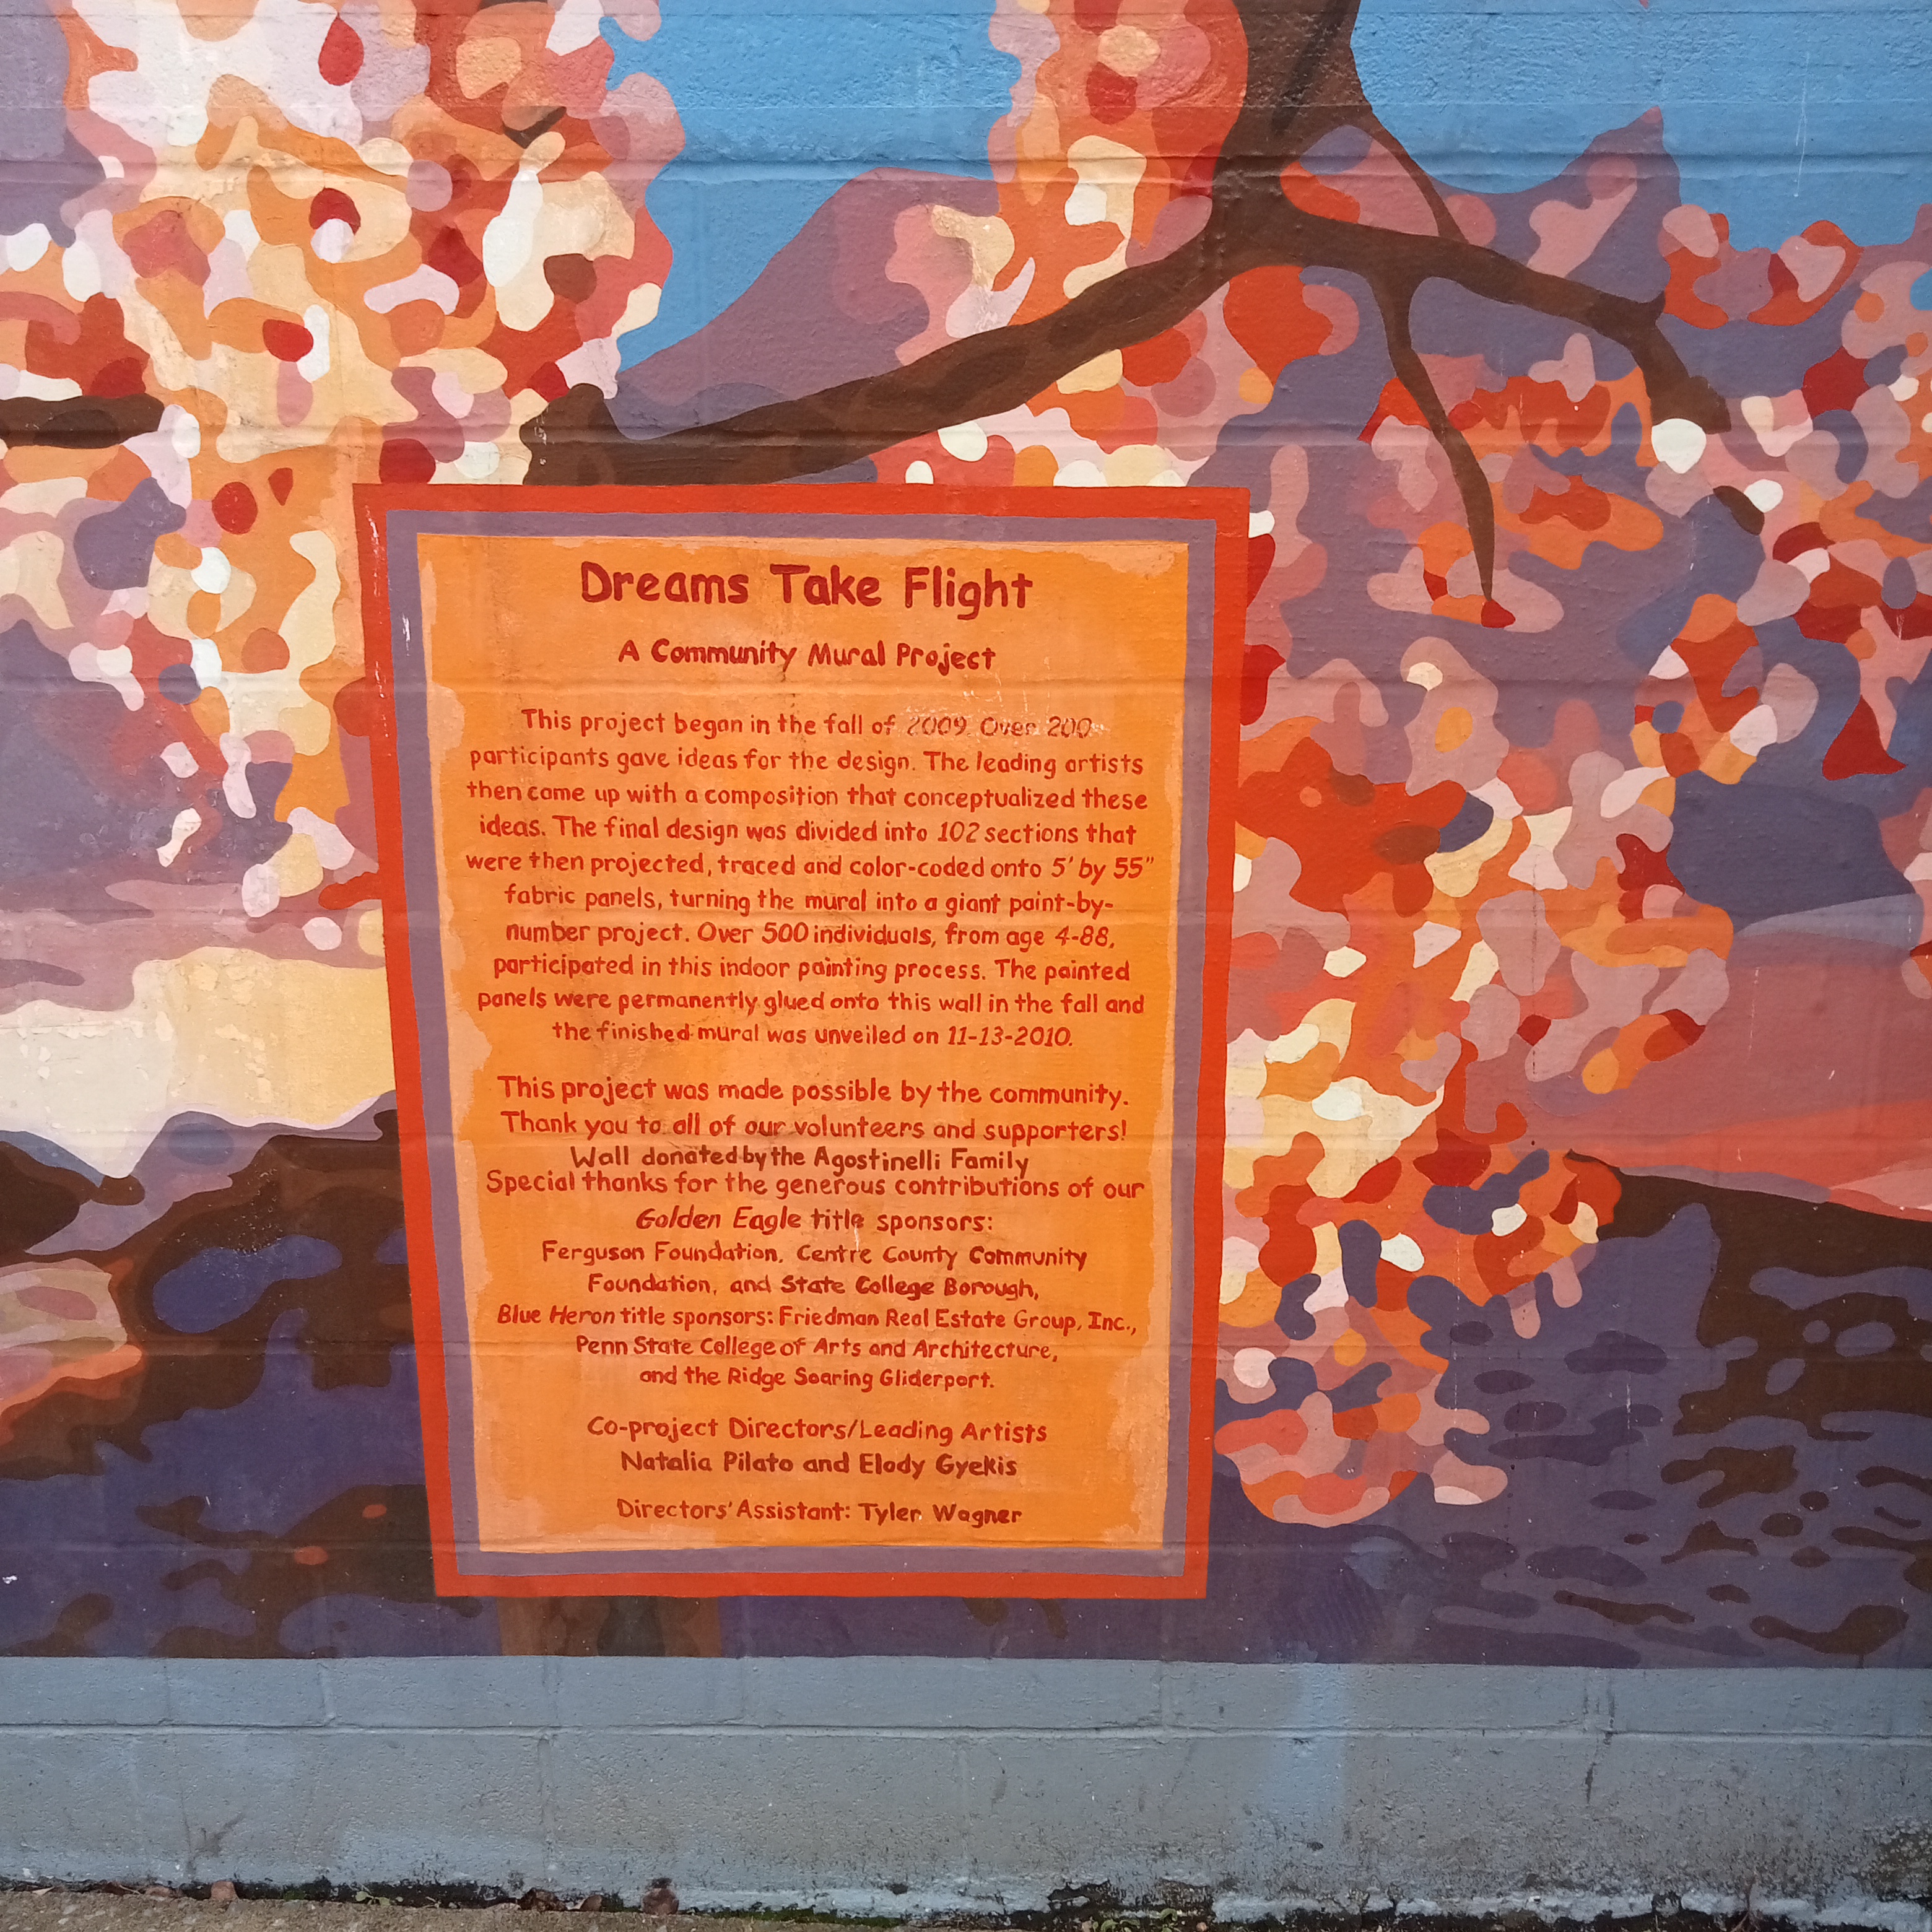 Dreams Take Flight
A Community Mural Project
This project began in the fall of 2009. Over 200
participants gave ideas for the design. The leading artists
then came up with a composition that conceptualized these
ideas. The final design was divided into 102 sections that
were then projected, traced and color-coded onto 5' by 55"
fabric panels, turning the mural into a giant paint-by-
number project. Over 500 individuals, from age 4-88,
participated in this indoor painting process. The painted
panels were permanently glued onto this wall in the fall and
the finished mural was unveiled on 11-13-2010.
This project was made possible by the community.
Thank you to all of our volunteers and supporters!
Wall donated by the Agostinelli Family
Special thanks for the generous contributions of our
Golden Eagle title sponsors:
Ferguson Foundation, Centre County Community
Foundation, and State College Borough,
Blue Heron title sponsors: Friedman Real Estate Group, Inc.,
Penn State College of Arts and Architecture,
and the Ridge Soaring Gliderport.
Co-project Directors/Leading Artists
Natalia Pilato and Elody Gyekis
Directors' Assistant: Tyler Wagner